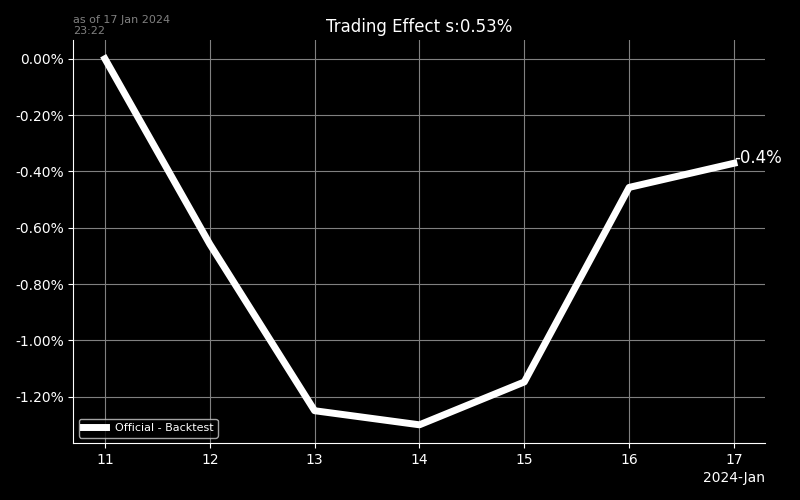 as of 17 Jan 2024
23:22
Trading Effect s:0.53%
0.00%
-0.20%
-0.40%
-0.60%
-0.80%
-1.00%
-1.20%
-0.4%
Official - Backtest
11 12 13 14 15 16 17
2024-Jan